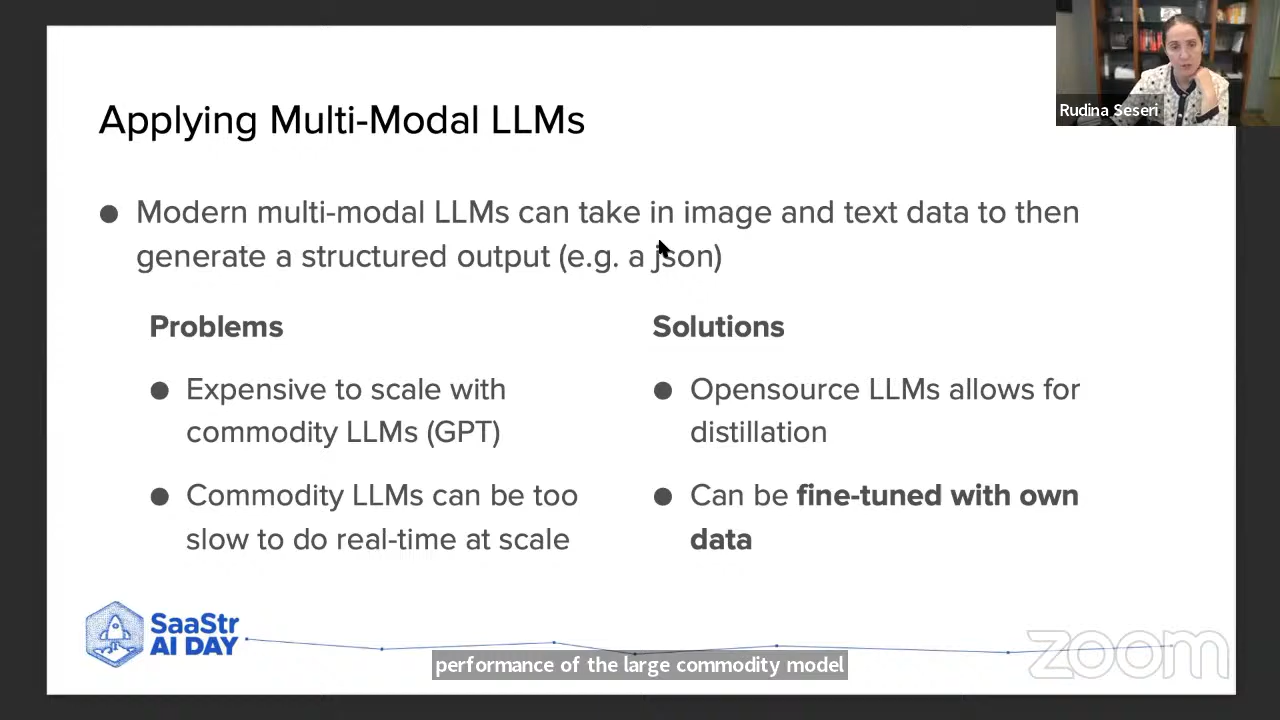 Rudina Seseri
Applying Multi-Modal LLMs
● Modern multi-modal LLMs can take in image and text data to then
generate a structured output (e.g. a json)
Problems
● Expensive to scale with
commodity LLMs (GPT)
● Commodity LLMs can be too
slow to do real-time at scale
Solutions
● Opensource LLMs allows for
distillation
● Can be fine-tuned with own
data
SaaStr
AI DAY
performance of the large commodity model
zoom